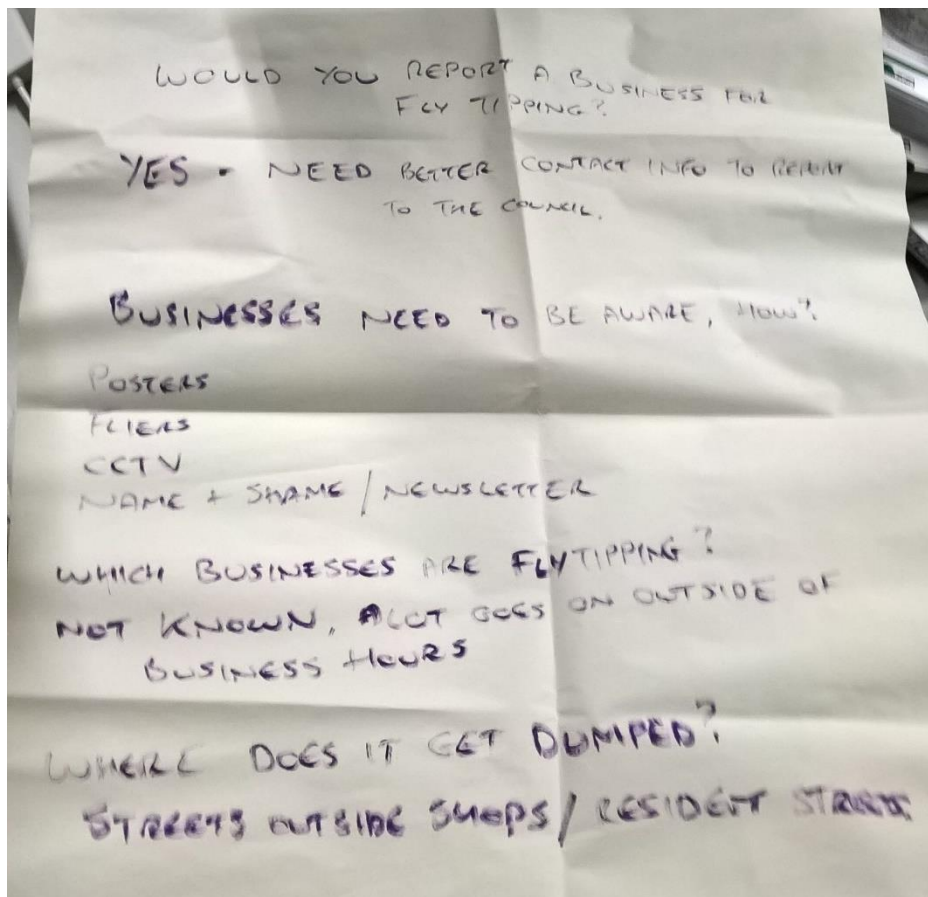 WOULD YOU REPORT A BUSINESS FOR
FLY TIPPING?
YES - NEED BETTER CONTACT INFO TO REPORT
TO THE COUNCIL.
BUSINESSES NEED TO BE AWARE, HOW?
POSTERS
FLIERS
CCTV
NAME + SHAME / NEWSLETTER
WHICH BUSINESSES ARE FLYTIPPING?
NOT KNOWN, ALOT GOES ON OUTSIDE OF
BUSINESS HOURS
WHERE DOES IT GET DUMPED?
STREETS OUTSIDE SHOPS / RESIDENT STREETS